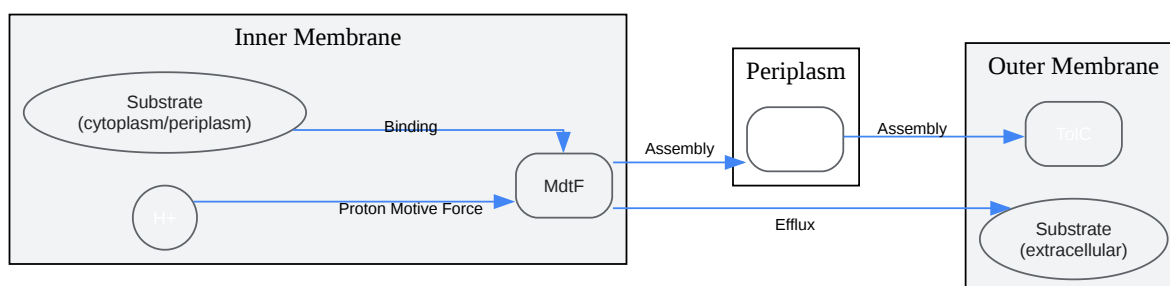 Inner Membrane
Substrate
(cytoplasm/periplasm)
Binding
H+
Proton Motive Force
MdtF
Assembly
Periplasm
Assembly
Efflux
Outer Membrane
TolC
Substrate
(extracellular)